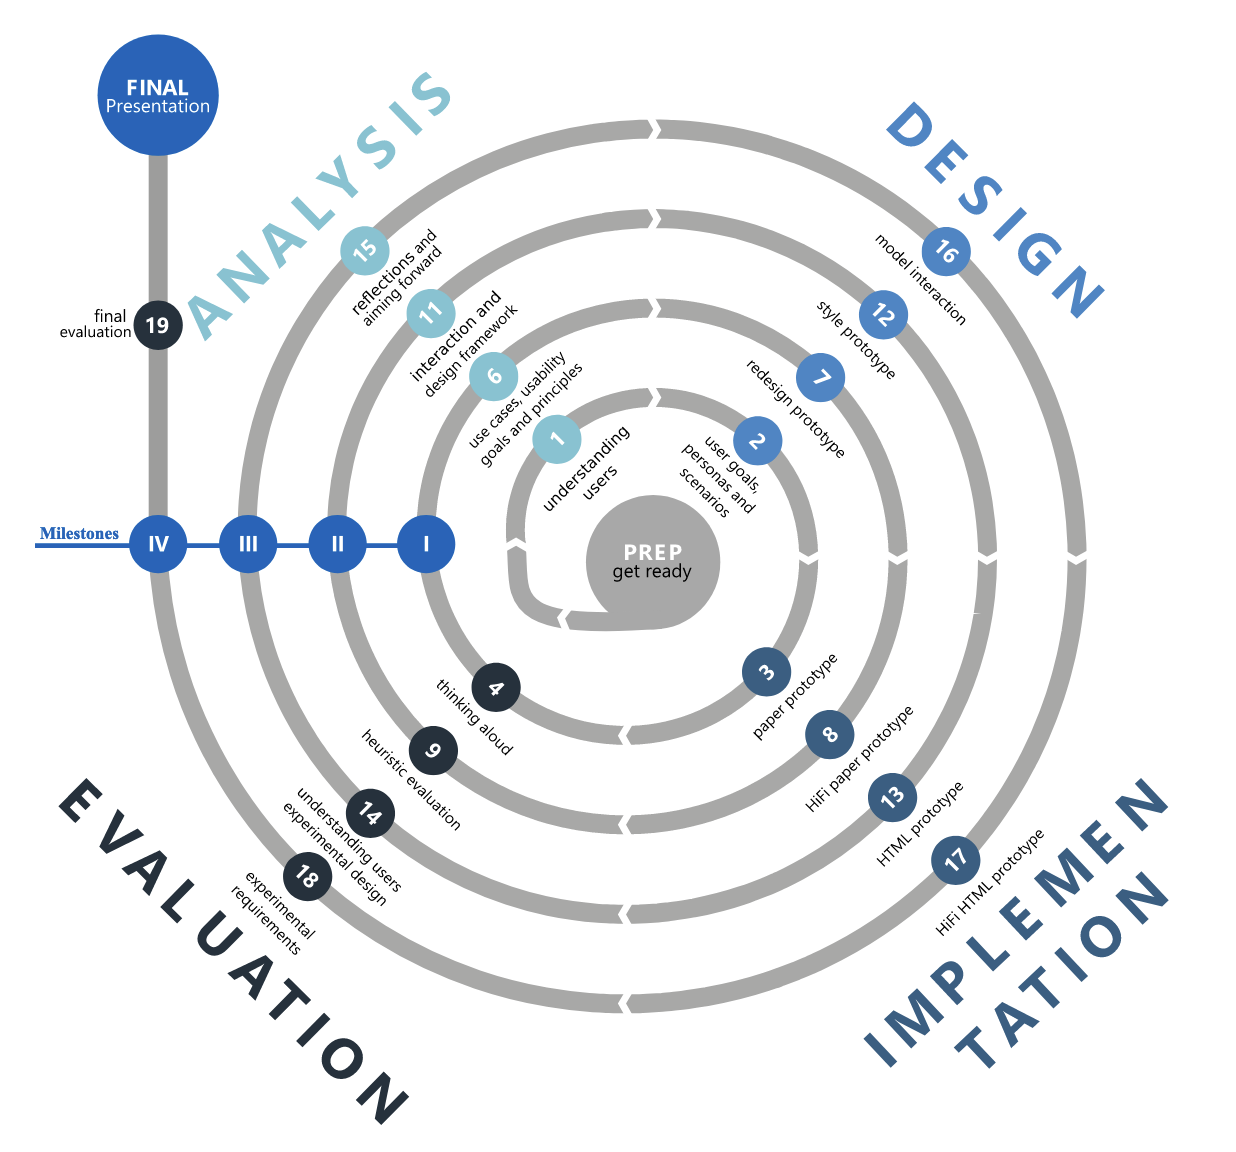 FINAL
Presentation
ANALYSIS
DESIGN
15
reflections and
aiming forward
16
model interaction
11
interaction and
design framework
12
style prototype
final
evaluation
19
6
use cases, usability
goals and principles
7
redesign prototype
1
understanding
users
2
user goals,
personas and
scenarios
Milestones
IV
III
II
I
PREP
get ready
4
thinking aloud
3
paper prototype
9
heuristic evaluation
8
HiFi paper prototype
14
understanding users
experimental design
13
HTML prototype
18
experimental
requirements
17
HiFi HTML prototype
EVALUATION
IMPLEMEN
TATION